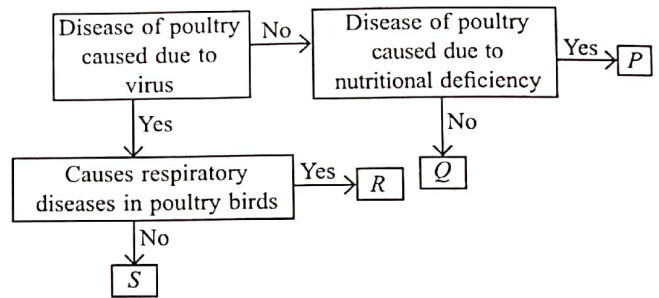 Disease of poultry
caused due to
virus
No
Disease of poultry
caused due to
nutritional deficiency
Yes
P
Yes
No
Causes respiratory
diseases in poultry birds
Yes
R
Q
No
S